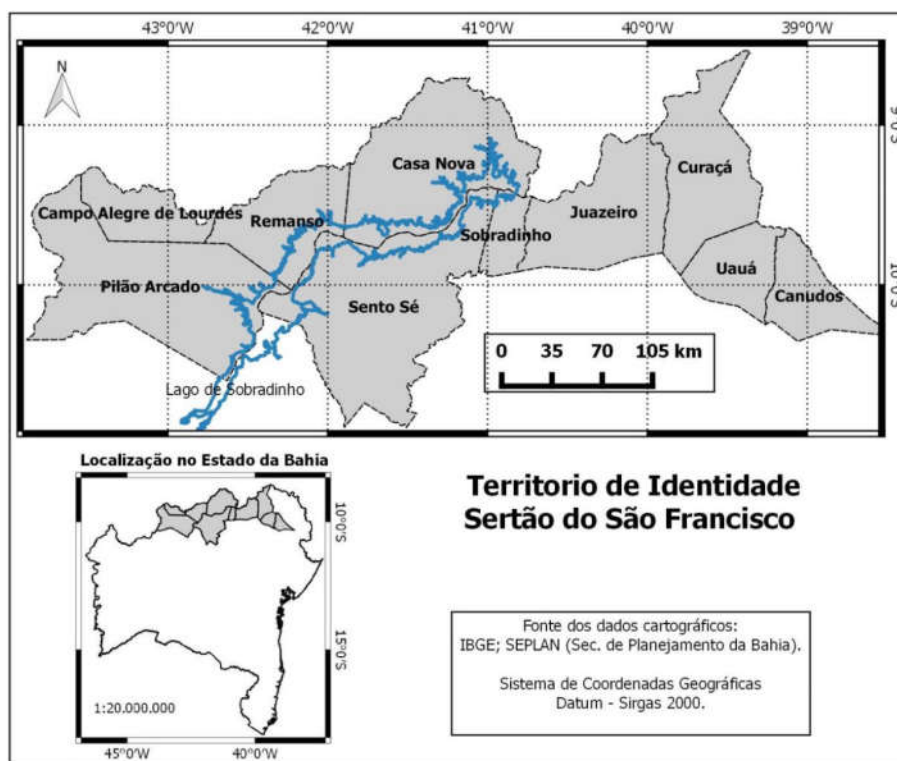 43°0'W 42°0'W 41°0'W 40°0'W 39°0'W
N
9°0'S
Casa Nova
Curaçá
Campo Alegre de Lourdes
Remanso
Juazeiro
Sobradinho
Uauá
10°0'S
Pilão Arcado
Canudos
Sento Sé
0 35 70 105 km
Lago de Sobradinho
Localização no Estado da Bahia
10°0'S
15°0'S
1:20.000.000
45°0'W 40°0'W
Territorio de Identidade
Sertão do São Francisco
Fonte dos dados cartográficos:
IBGE; SEPLAN (Sec. de Planejamento da Bahia).
Sistema de Coordenadas Geográficas
Datum - Sirgas 2000.